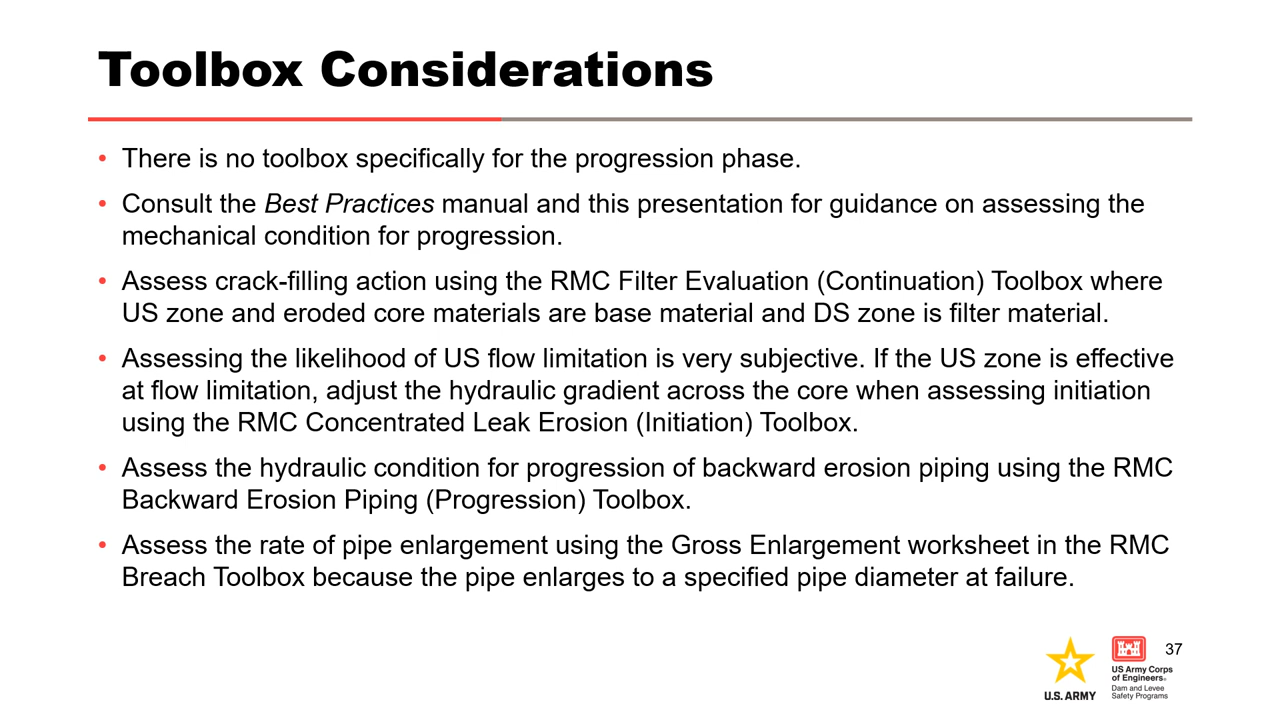 Toolbox Considerations
• There is no toolbox specifically for the progression phase.
• Consult the Best Practices manual and this presentation for guidance on assessing the
mechanical condition for progression.
• Assess crack-filling action using the RMC Filter Evaluation (Continuation) Toolbox where
US zone and eroded core materials are base material and DS zone is filter material.
• Assessing the likelihood of US flow limitation is very subjective. If the US zone is effective
at flow limitation, adjust the hydraulic gradient across the core when assessing initiation
using the RMC Concentrated Leak Erosion (Initiation) Toolbox.
• Assess the hydraulic condition for progression of backward erosion piping using the RMC
Backward Erosion Piping (Progression) Toolbox.
• Assess the rate of pipe enlargement using the Gross Enlargement worksheet in the RMC
Breach Toolbox because the pipe enlarges to a specified pipe diameter at failure.
37
U.S. ARMY
US Army Corps
of Engineers®
Dam and Levee
Safety Programs